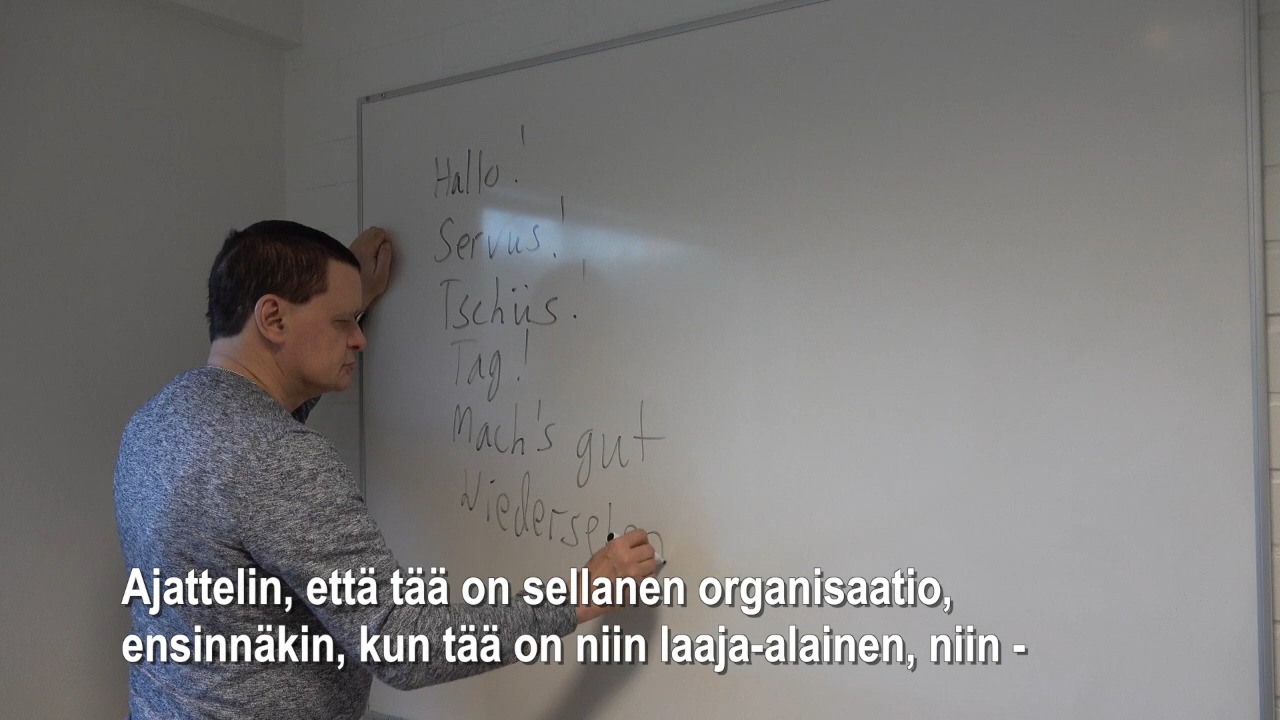 Hallo!
Servus!
Tschüs!
Tag!
Mach's gut
Wiedersehen
Ajattelin, että tää on sellanen organisaatio,
ensinnäkin, kun tää on niin laaja-alainen, niin -